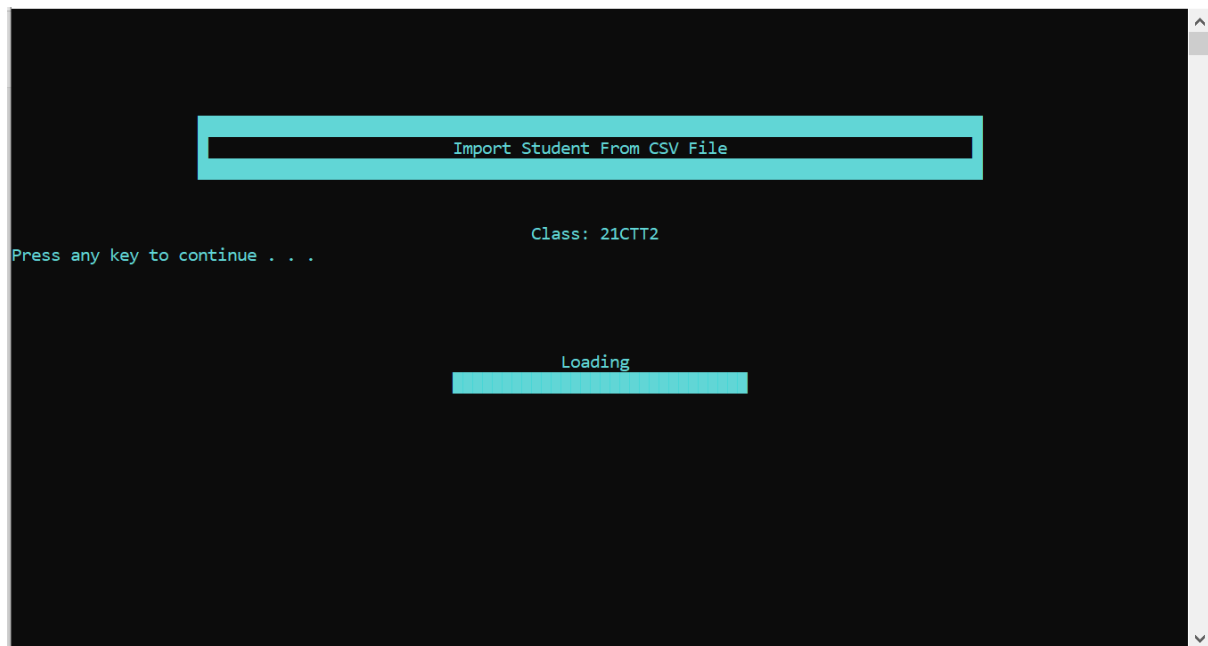 Import Student From CSV File
Class: 21CTT2
Press any key to continue . . .
Loading